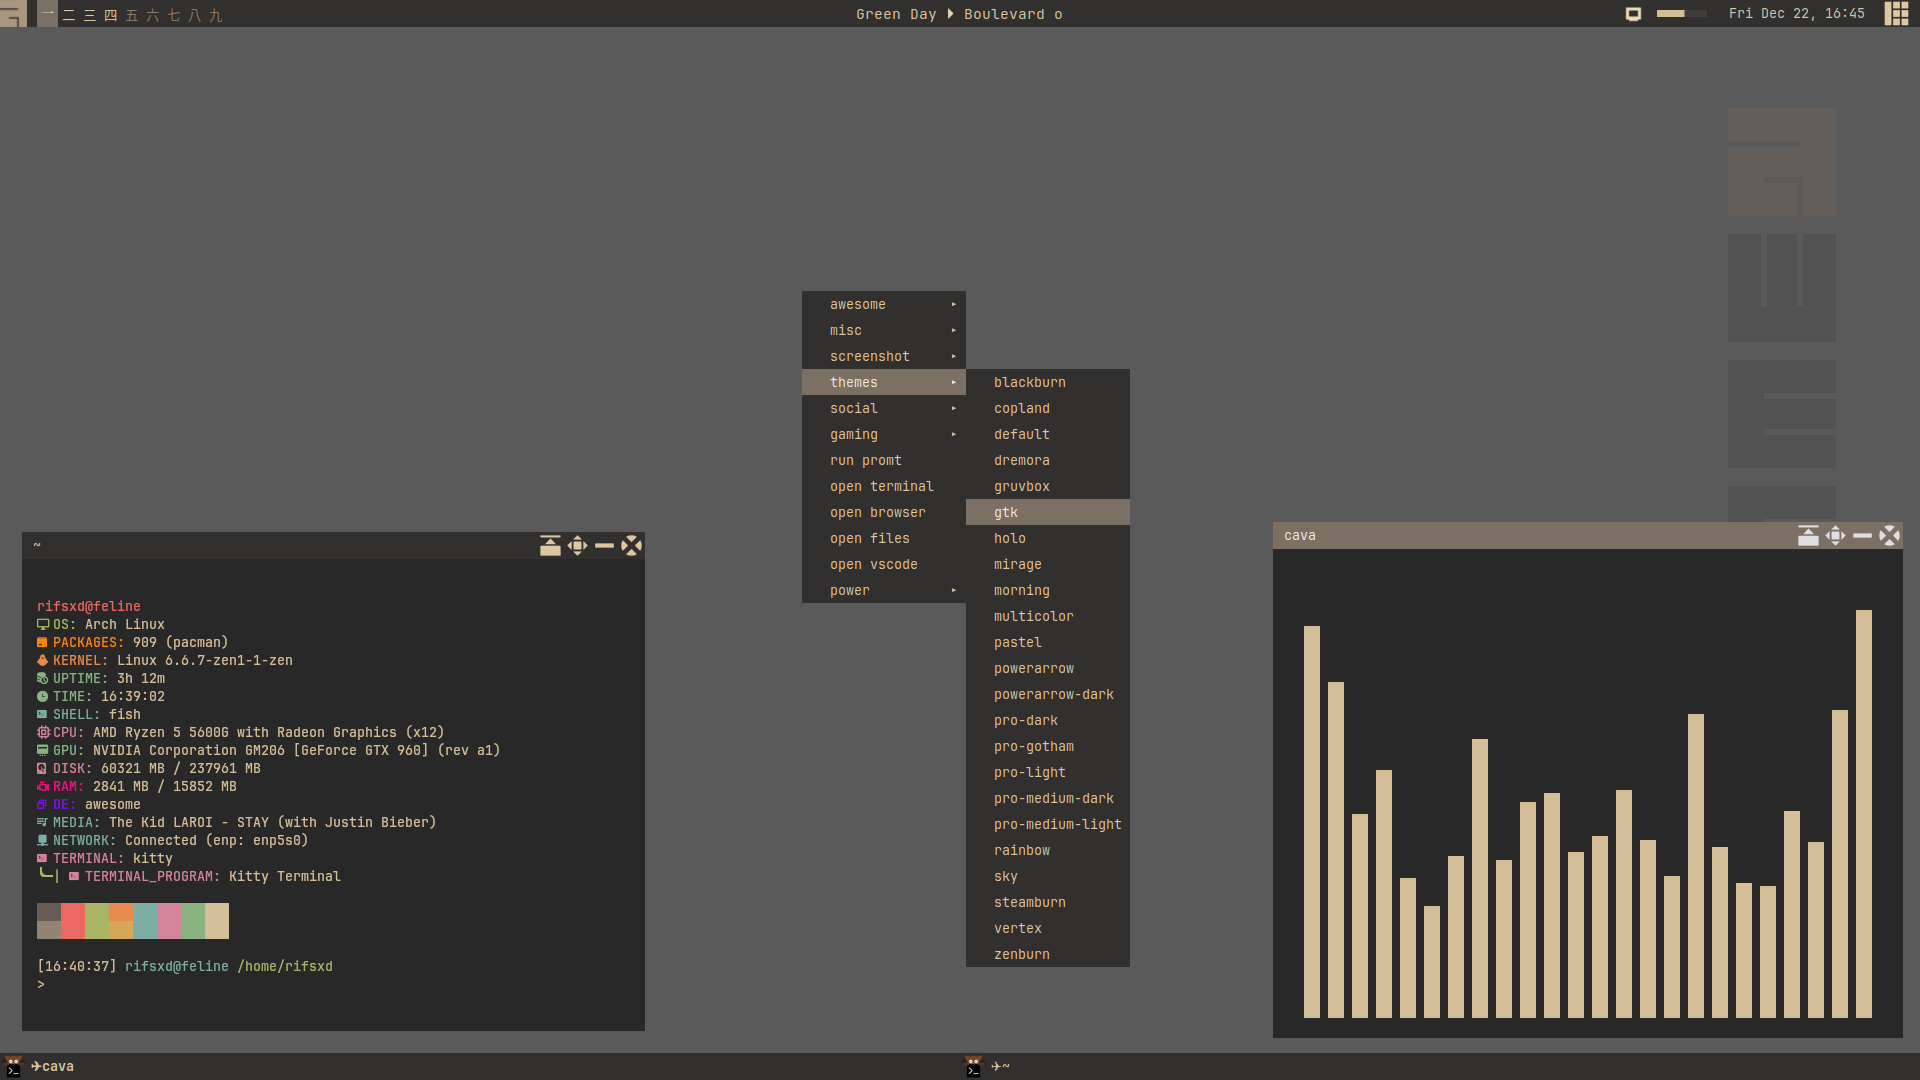 一 二 三 四 五 六 七 八 九
Green Day ▶ Boulevard o
Fri Dec 22, 16:45
awesome
misc
screenshot
themes
social
gaming
run promt
open terminal
open browser
open files
open vscode
power
blackburn
copland
default
dremora
gruvbox
gtk
holo
mirage
morning
multicolor
pastel
powerarrow
powerarrow-dark
pro-dark
pro-gotham
pro-light
pro-medium-dark
pro-medium-light
rainbow
sky
steamburn
vertex
zenburn
~
rifsxd@feline
OS: Arch Linux
PACKAGES: 909 (pacman)
KERNEL: Linux 6.6.7-zen1-1-zen
UPTIME: 3h 12m
TIME: 16:39:02
SHELL: fish
CPU: AMD Ryzen 5 5600G with Radeon Graphics (x12)
GPU: NVIDIA Corporation GM206 [GeForce GTX 960] (rev a1)
DISK: 60321 MB / 237961 MB
RAM: 2841 MB / 15852 MB
DE: awesome
MEDIA: The Kid LAROI - STAY (with Justin Bieber)
NETWORK: Connected (enp: enp5s0)
TERMINAL: kitty
TERMINAL_PROGRAM: Kitty Terminal
[16:40:37] rifsxd@feline /home/rifsxd
>
cava
✈cava
✈~